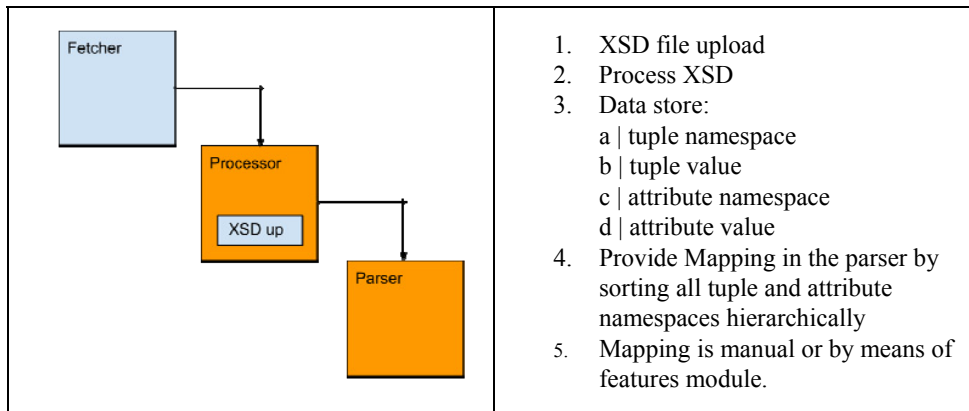 Fetcher
Processor
XSD up
Parser
1. XSD file upload
2. Process XSD
3. Data store:
a | tuple namespace
b | tuple value
c | attribute namespace
d | attribute value
4. Provide Mapping in the parser by
sorting all tuple and attribute
namespaces hierarchically
5. Mapping is manual or by means of
features module.